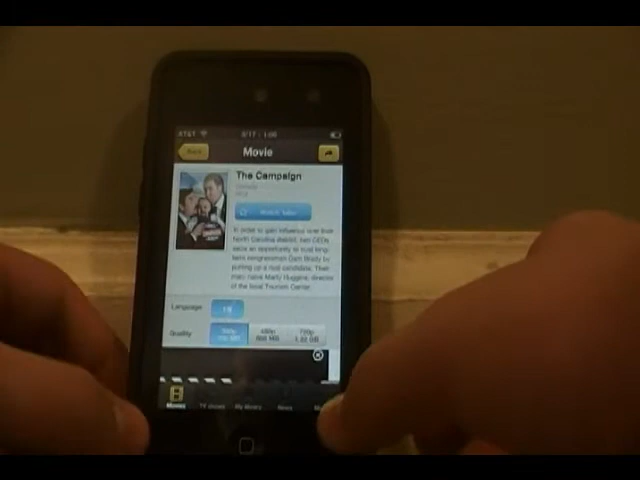 AT&T
Back
Movie
The Campaign
In order to gain influence over their
North Carolina district, two CEOs
seize an opportunity to oust long-
term congressman Cam Brady by
putting up a rival candidate. Their
man: naive Marty Huggins, director
of the local Tourism Center.
Language
Quality
480p
720p
Movies
TV shows
My library
News